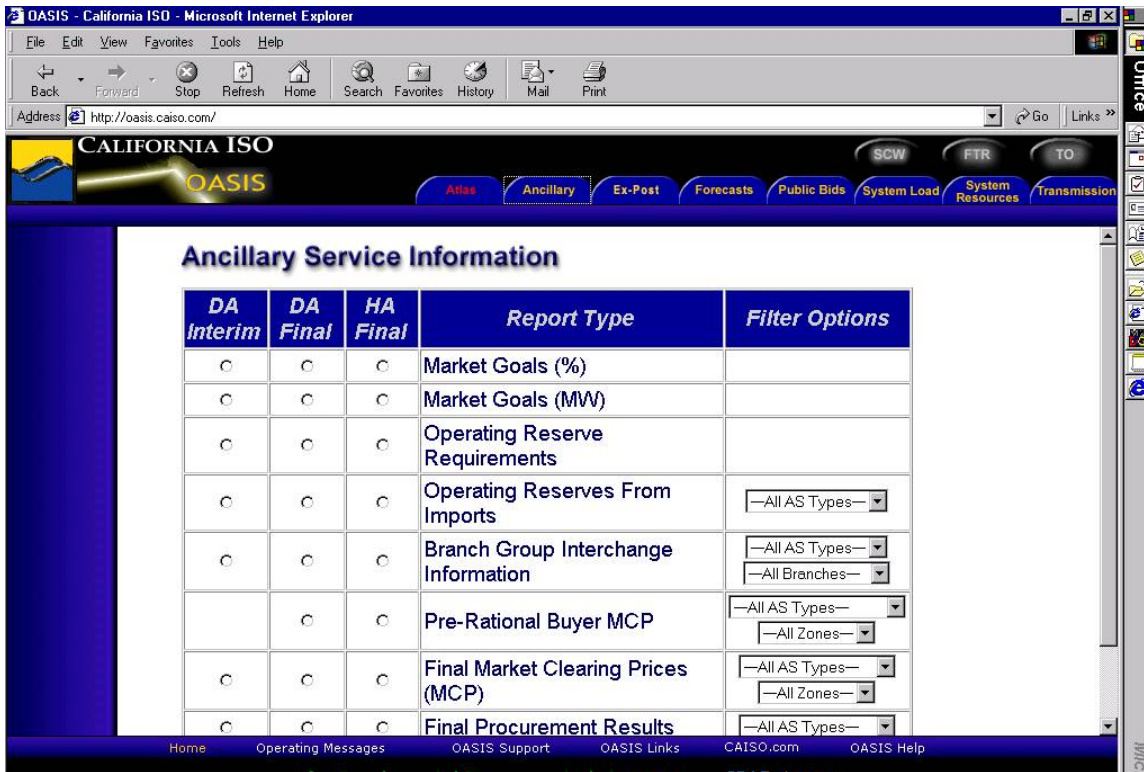 OASIS - California ISO - Microsoft Internet Explorer
File Edit View Favorites Tools Help
Back Forward Stop Refresh Home Search Favorites History Mail Print
Address http://oasis.caiso.com/ Go Links »
CALIFORNIA ISO
OASIS
SCW FTR TO
Atlas Ancillary Ex-Post Forecasts Public Bids System Load System Resources Transmission
Ancillary Service Information
DA Interim DA Final HA Final Report Type Filter Options
Market Goals (%)
Market Goals (MW)
Operating Reserve
Requirements
Operating Reserves From
Imports
—All AS Types—
Branch Group Interchange
Information
—All AS Types—
—All Branches—
Pre-Rational Buyer MCP
—All AS Types—
—All Zones—
Final Market Clearing Prices
(MCP)
—All AS Types—
—All Zones—
Final Procurement Results
—All AS Types—
Home Operating Messages OASIS Support OASIS Links CAISO.com OASIS Help
Office